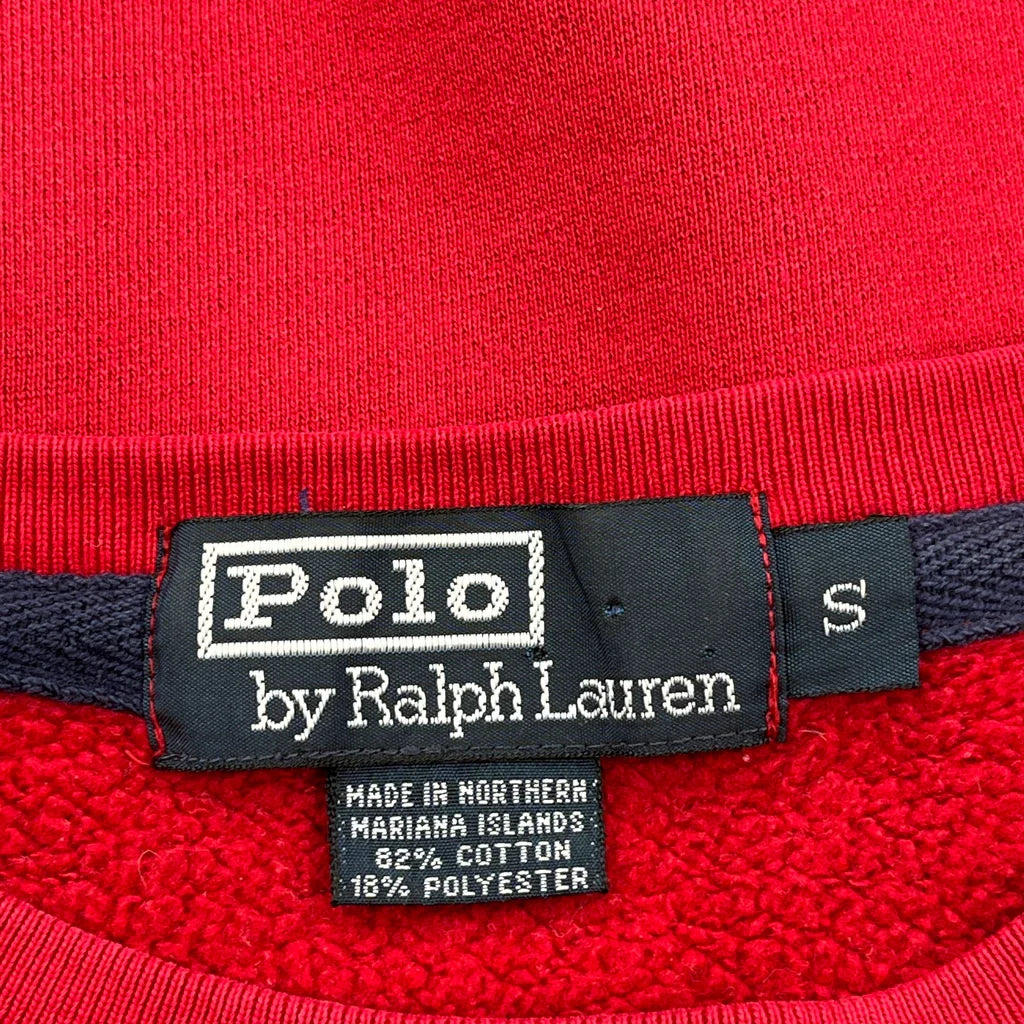 Polo
by Ralph Lauren
S
MADE IN NORTHERN
MARIANA ISLANDS
82% COTTON
18% POLYESTER